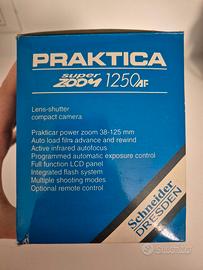 PRAKTICA
super
ZOOM 1250AF
Lens-shutter
compact camera
Prakticar power zoom 38-125 mm
Auto load film advance and rewind
Active infrared autofocus
Programmed automatic exposure control
Full function LCD panel
Integrated flash system
Multiple shooting modes
Optional remote control
Schneider
DRESDEN
subito